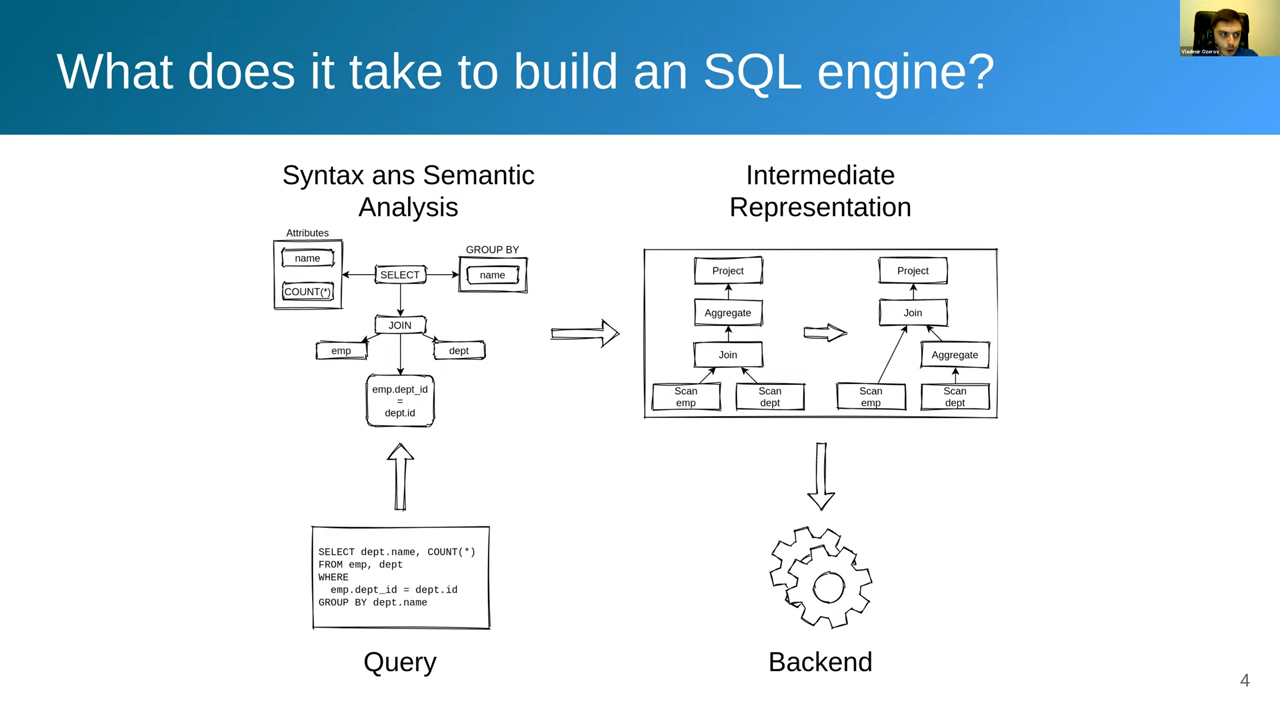 What does it take to build an SQL engine?
Vladimir Ozerov
Syntax ans Semantic
Analysis
Attributes
name
COUNT(*)
SELECT
GROUP BY
name
JOIN
emp
dept
emp.dept_id
=
dept.id
Intermediate
Representation
Project
Aggregate
Join
Scan
emp
Scan
dept
Project
Join
Aggregate
Scan
emp
Scan
dept
SELECT dept.name, COUNT(*)
FROM emp, dept
WHERE
emp.dept_id = dept.id
GROUP BY dept.name
Query
Backend
4